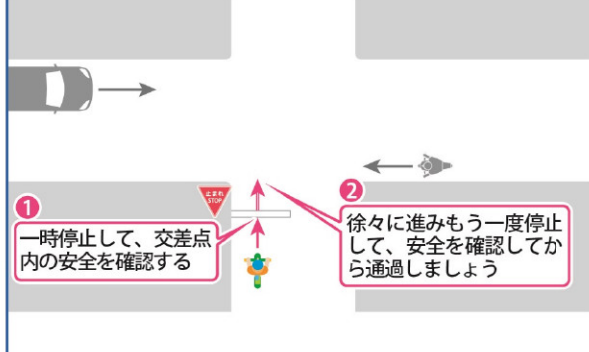 止まれ
STOP
1
一時停止して、交差点
内の安全を確認する
2
徐々に進みもう一度停止
して、安全を確認してか
ら通過しましょう